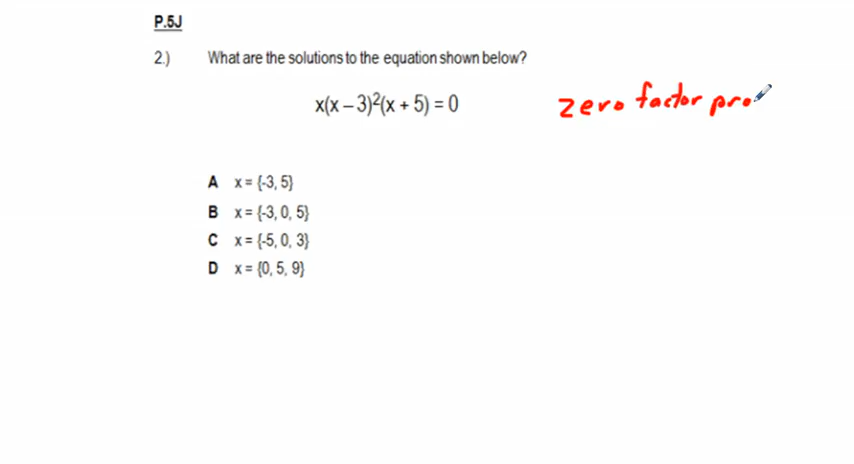 P.5J
2.) What are the solutions to the equation shown below?
x(x – 3)²(x + 5) = 0 zero factor pro
A x = {-3, 5}
B x = {-3, 0, 5}
C x = {-5, 0, 3}
D x = {0, 5, 9}